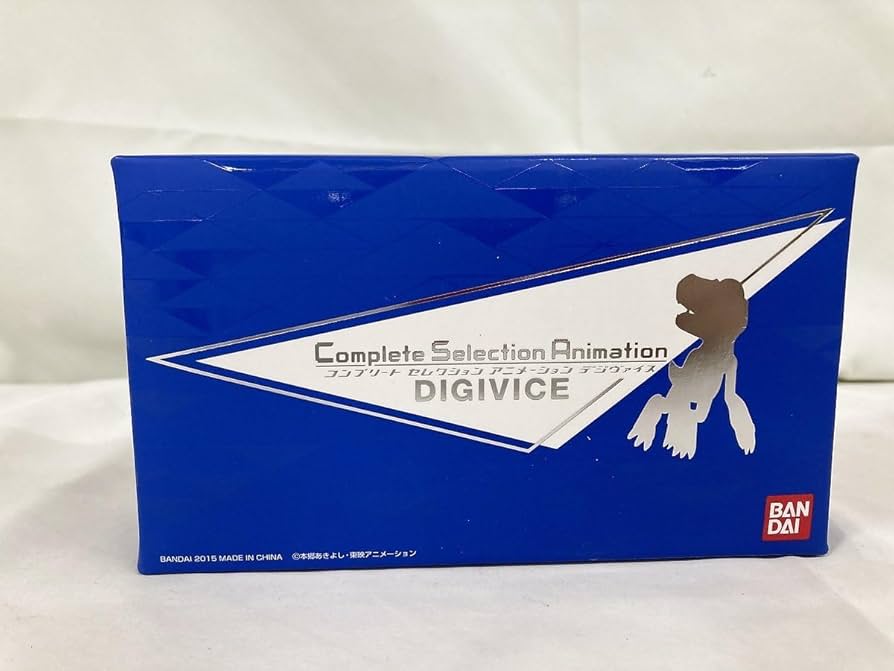 Complete Selection Animation
コンプリート セレクション アニメーション デジヴァイス
DIGIVICE
BAN
DAI
BANDAI 2015 MADE IN CHINA ©本郷あきよし・東映アニメーション